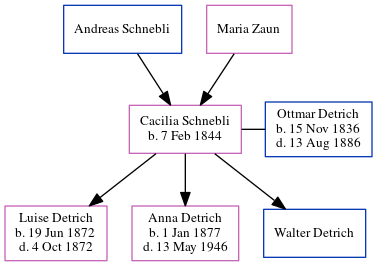 Andreas Schnebli
Maria Zaun
Cacilia Schnebli
b. 7 Feb 1844
Ottmar Detrich
b. 15 Nov 1836
d. 13 Aug 1886
Luise Detrich
b. 19 Jun 1872
d. 4 Oct 1872
Anna Detrich
b. 1 Jan 1877
d. 13 May 1946
Walter Detrich